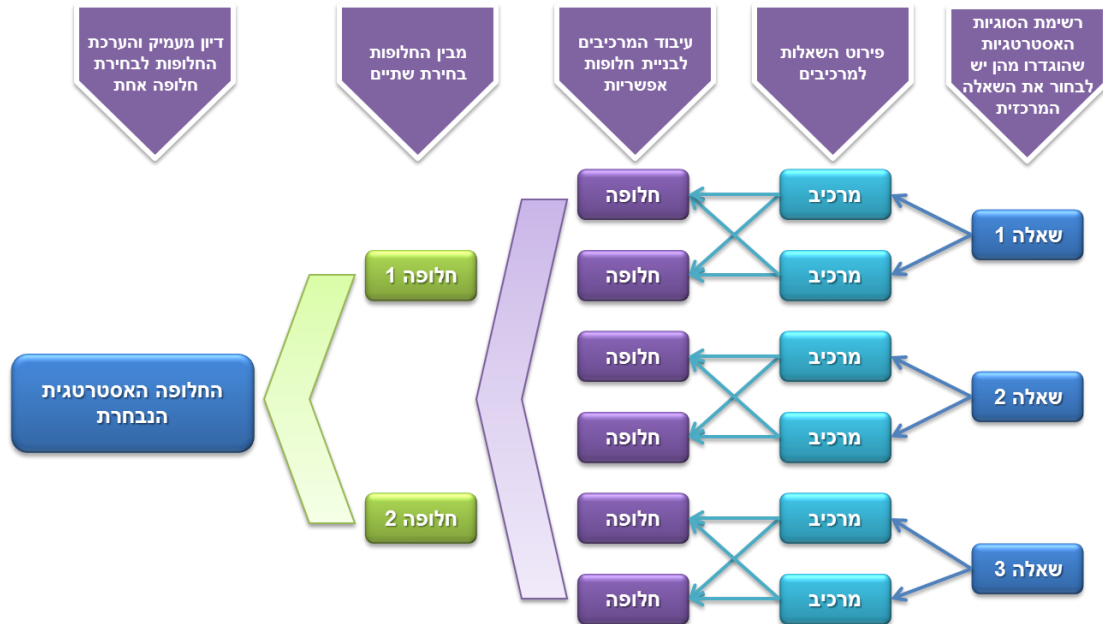 רשימת הסוגיות
האסטרטגיות
שהוגדרו מהן יש
לבחור את השאלה
המרכזית
פירוט השאלות
למרכיבים
עיבוד המרכיבים
לבניית חלופות
אפשריות
מבין החלופות
בחירת שתיים
דיון מעמיק והערכת
החלופות לבחירת
חלופה אחת
שאלה 1
שאלה 2
שאלה 3
מרכיב
מרכיב
מרכיב
מרכיב
מרכיב
מרכיב
חלופה
חלופה
חלופה
חלופה
חלופה
חלופה
חלופה 1
חלופה 2
החלופה האסטרטגית
הנבחרת